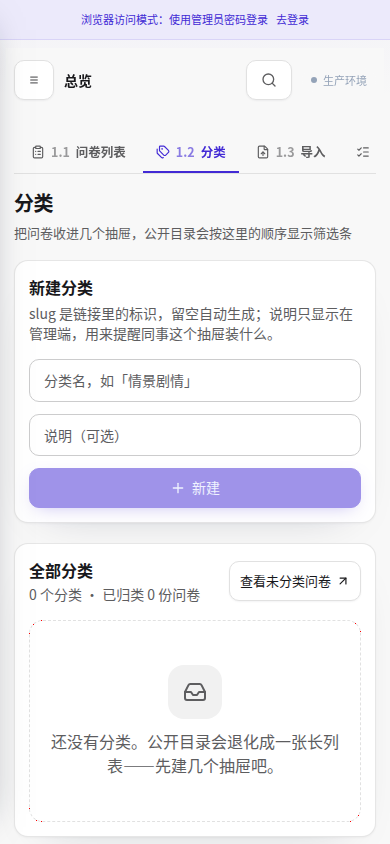 浏览器访问模式：使用管理员密码登录 去登录
总览
生产环境
1.1 问卷列表
1.2 分类
1.3 导入
分类
把问卷收进几个抽屉，公开目录会按这里的顺序显示筛选条
新建分类
slug 是链接里的标识，留空自动生成；说明只显示在
管理端，用来提醒同事这个抽屉装什么。
分类名，如「情景剧情」
说明（可选）
新建
全部分类
0 个分类 · 已归类 0 份问卷
查看未分类问卷
还没有分类。公开目录会退化成一张长列
表——先建几个抽屉吧。